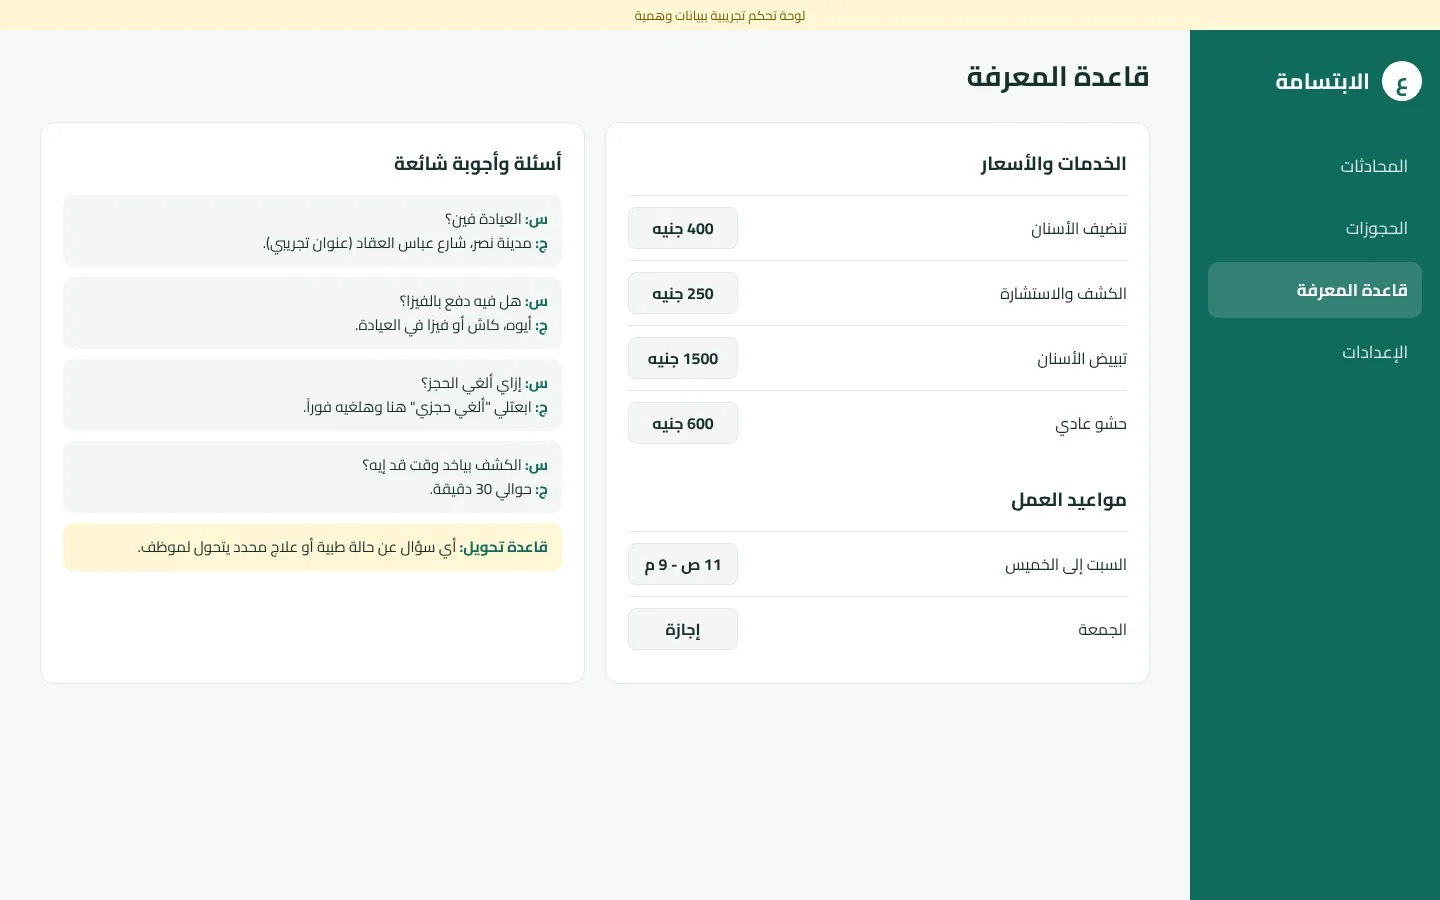 لوحة تحكم تجريبية ببيانات وهمية
ع
الابتسامة
المحادثات
الحجوزات
قاعدة المعرفة
الإعدادات
قاعدة المعرفة
الخدمات والأسعار
تنضيف الأسنان
400 جنيه
الكشف والاستشارة
250 جنيه
تبييض الأسنان
1500 جنيه
حشو عادي
600 جنيه
مواعيد العمل
السبت إلى الخميس
11 ص - 9 م
الجمعة
إجازة
أسئلة وأجوبة شائعة
س: العيادة فين؟
ج: مدينة نصر، شارع عباس العقاد (عنوان تجريبي).
س: هل فيه دفع بالفيزا؟
ج: أيوه، كاش أو فيزا في العيادة.
س: إزاي ألغي الحجز؟
ج: ابعتلي "ألغي حجزي" هنا وهلغيه فوراً.
س: الكشف بياخد وقت قد إيه؟
ج: حوالي 30 دقيقة.
قاعدة تحويل: أي سؤال عن حالة طبية أو علاج محدد يتحول لموظف.